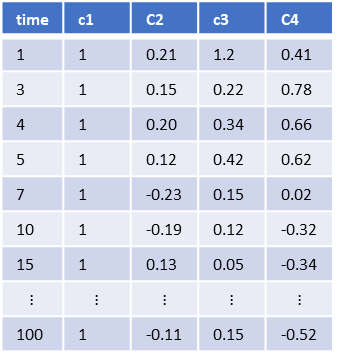 time c1 C2 c3 C4
1 1 0.21 1.2 0.41
3 1 0.15 0.22 0.78
4 1 0.20 0.34 0.66
5 1 0.12 0.42 0.62
7 1 -0.23 0.15 0.02
10 1 -0.19 0.12 -0.32
15 1 0.13 0.05 -0.34
⋮ ⋮ ⋮ ⋮ ⋮
100 1 -0.11 0.15 -0.52